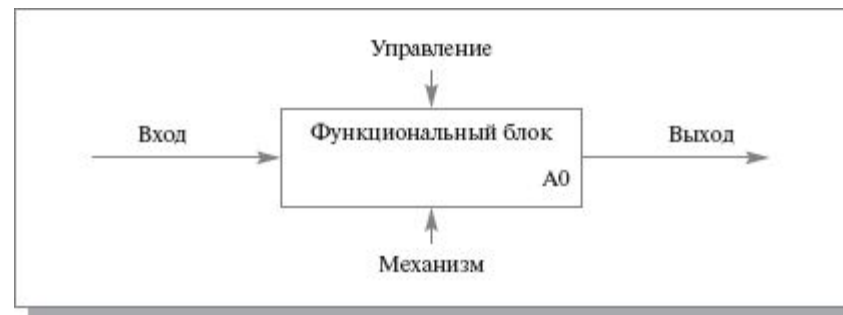 Управление
Вход
Функциональный блок
Выход
A0
Механизм